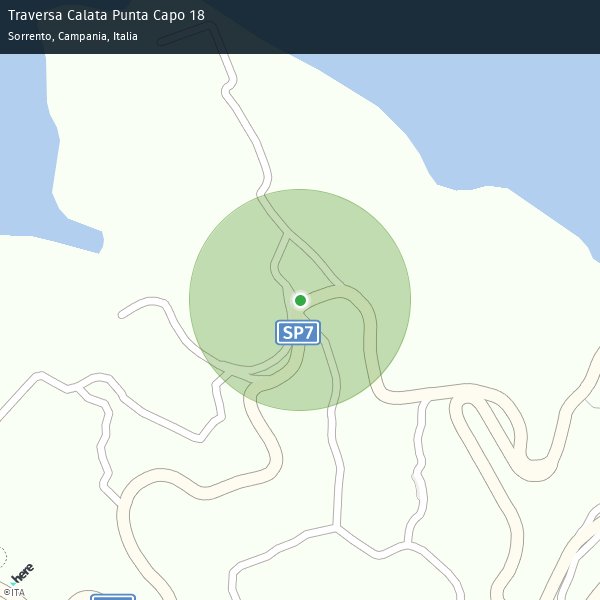 Traversa Calata Punta Capo 18
Sorrento, Campania, Italia
SP7
here
©ITA